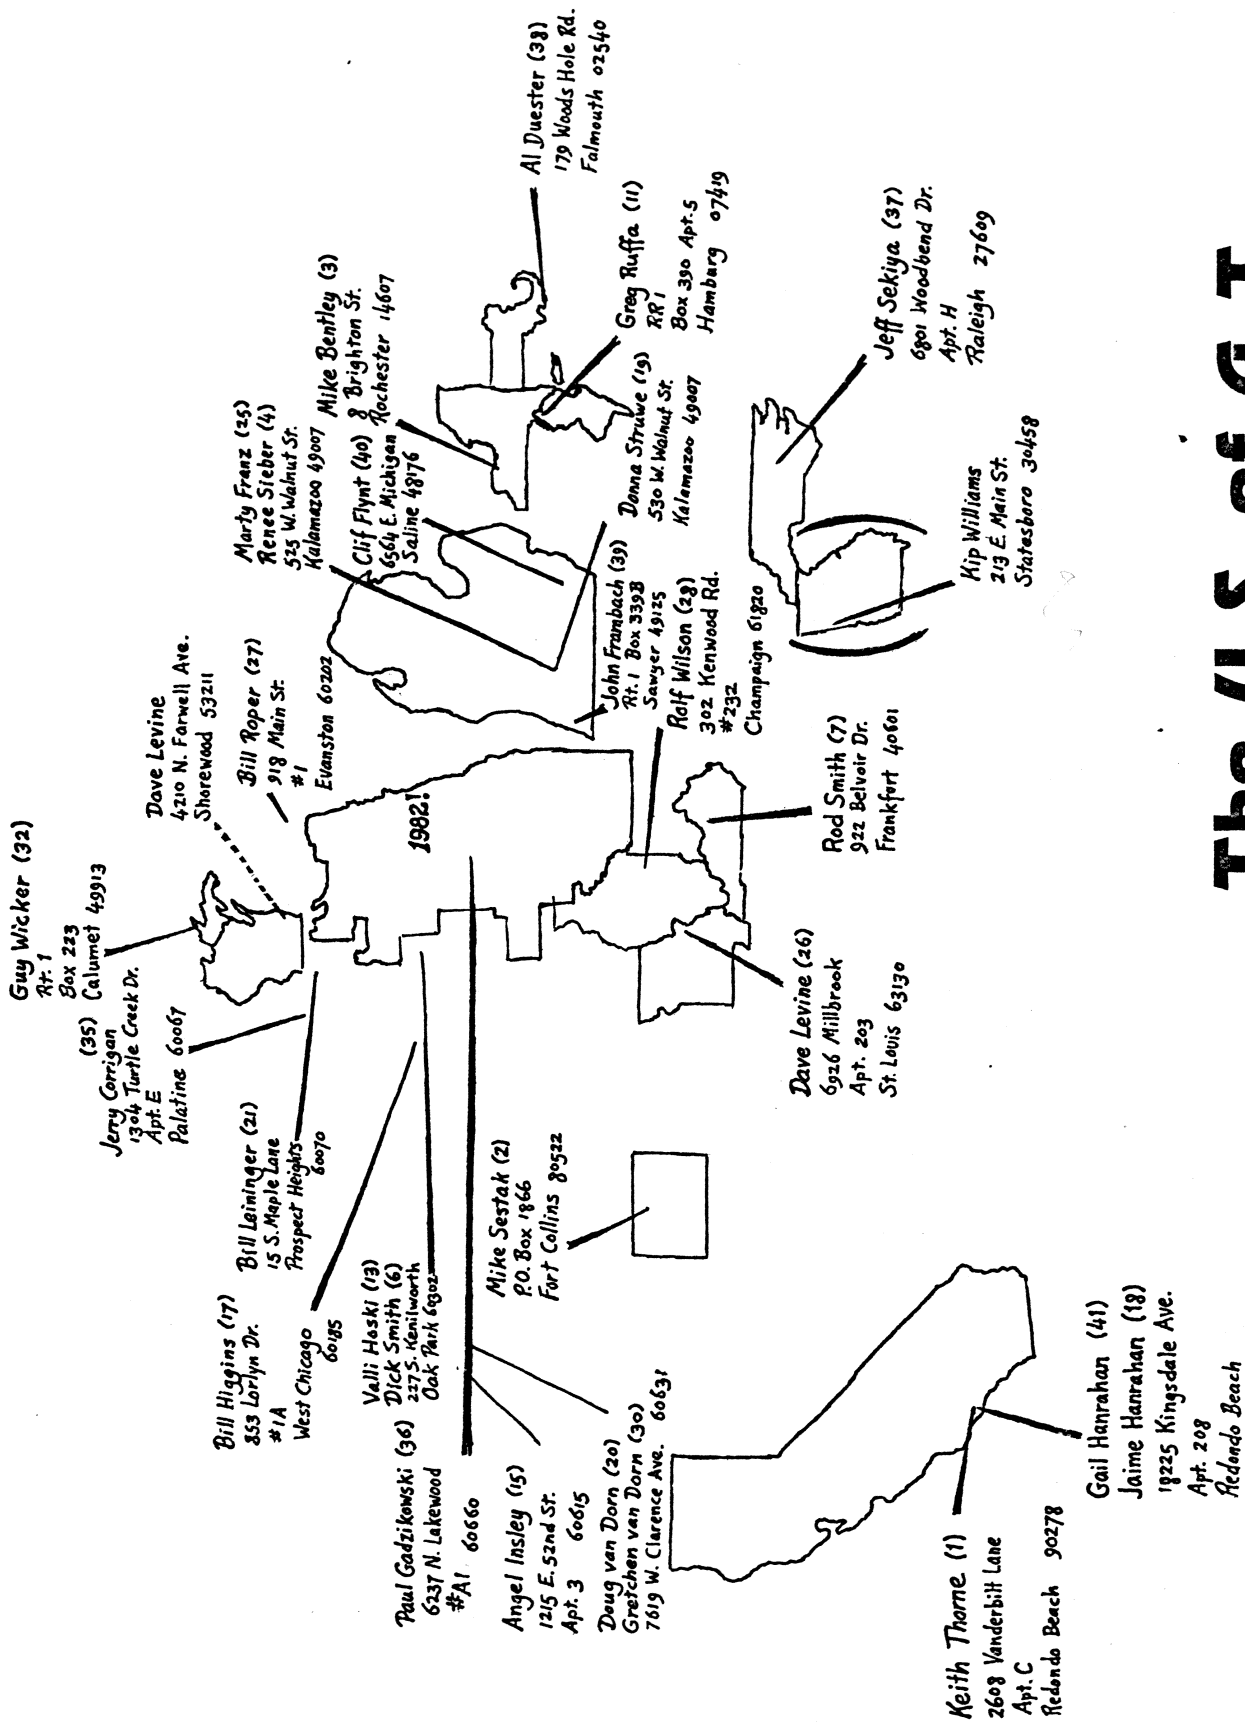 Guy Wicker (32)
Rt. 1
Box 223
Calumet 49913
(35)
Jerry Corrigan
1304 Turtle Creek Dr.
Apt. E
Palatine 60067
Dave Levine
4210 N. Farwell Ave.
Shorewood 53211
Bill Roper (27)
918 Main St.
#1
Evanston 60202
Marty Franz (25)
Renee Sieber (4)
525 W. Walnut St.
Kalamazoo 49007
Mike Bentley (3)
8 Brighton St.
Rochester 14607
Clif Flynt (40)
6564 E. Michigan
Saline 48176
Al Duester (38)
179 Woods Hole Rd.
Falmouth 02540
Bill Higgins (17)
853 Lorlyn Dr.
#1A
West Chicago
60185
Bill Leininger (21)
15 S. Maple Lane
Prospect Heights
60070
Valli Hoski (13)
Dick Smith (6)
227 S. Kenilworth
Oak Park 60302
1982!
Paul Gadzikowski (36)
6237 N. Lakewood
#A1 60660
Angel Insley (15)
1215 E. 52nd St.
Apt. 3 60615
Doug van Dorn (20)
Gretchen van Dorn (30)
7619 W. Clarence Ave. 60631
Mike Sestak (2)
P.O. Box 1866
Fort Collins 80522
John Frambach (39)
Rt. 1 Box 339B
Sawyer 49125
Rolf Wilson (28)
302 Kenwood Rd.
#232
Champaign 61820
Donna Struwe (19)
530 W. Walnut St.
Kalamazoo 49007
Greg Ruffa (11)
RR 1
Box 390 Apt. 5
Hamburg 07419
Dave Levine (26)
6926 Millbrook
Apt. 203
St. Louis 63130
Rod Smith (7)
922 Belvoir Dr.
Frankfort 40601
Jeff Sekiya (37)
6801 Woodbend Dr.
Apt. H
Raleigh 27609
Kip Williams
213 E. Main St.
Statesboro 30458
Keith Thorne (1)
2608 Vanderbilt Lane
Apt. C
Redondo Beach 90278
Gail Hanrahan (41)
Jaime Hanrahan (18)
18225 Kingsdale Ave.
Apt. 208
Redondo Beach
The U.S. of